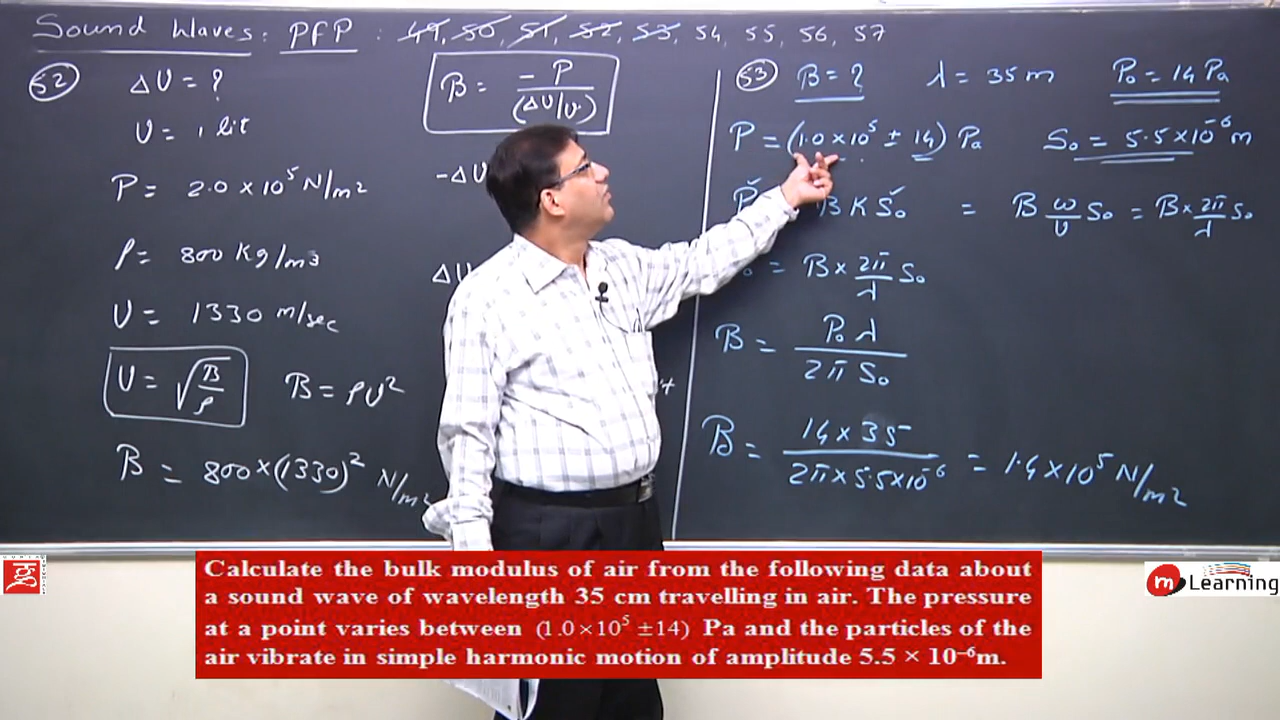 Sound Waves: PFP : 49, 50, 51, 52, 53, 54, 55, 56, 57
52 ΔU = ?
U = 1 lit
P = 2.0 × 10⁵ N/m²
ρ = 800 Kg/m³
U = 1330 m/sec
U = √(B/ρ) B = ρU²
B = 800 × (1330)² N/m²
B = -P/(ΔU/U)
-ΔU
ΔU
53 B = ? λ = 35 m P₀ = 14 Pa
P = (1.0 × 10⁵ ± 14) Pa S₀ = 5.5 × 10⁻⁶ m
P B K S₀ = B ω/U S₀ = B × 2π/λ S₀
= B × 2π/λ S₀
B = P₀ λ / 2π S₀
B = 14 × 35 / 2π × 5.5 × 10⁻⁶ = 1.4 × 10⁵ N/m²
Calculate the bulk modulus of air from the following data about
a sound wave of wavelength 35 cm travelling in air. The pressure
at a point varies between (1.0 × 10⁵ ± 14) Pa and the particles of the
air vibrate in simple harmonic motion of amplitude 5.5 × 10⁻⁶m.
m Learning